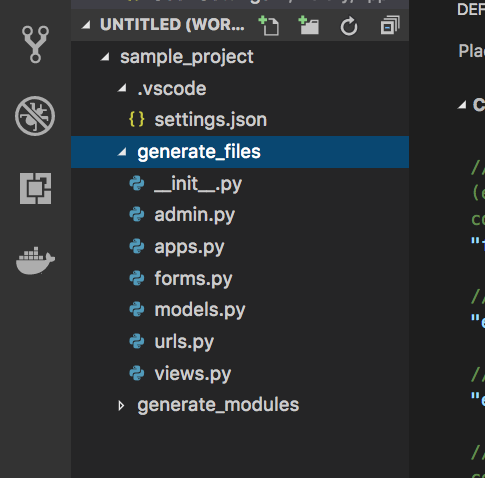 DEF
UNTITLED (WOR...
Pla
sample_project
.vscode
C
{} settings.json
generate_files
//
(e
co
"f
__init__.py
admin.py
apps.py
forms.py
//
models.py
"e
urls.py
views.py
//
generate_modules
"e
//